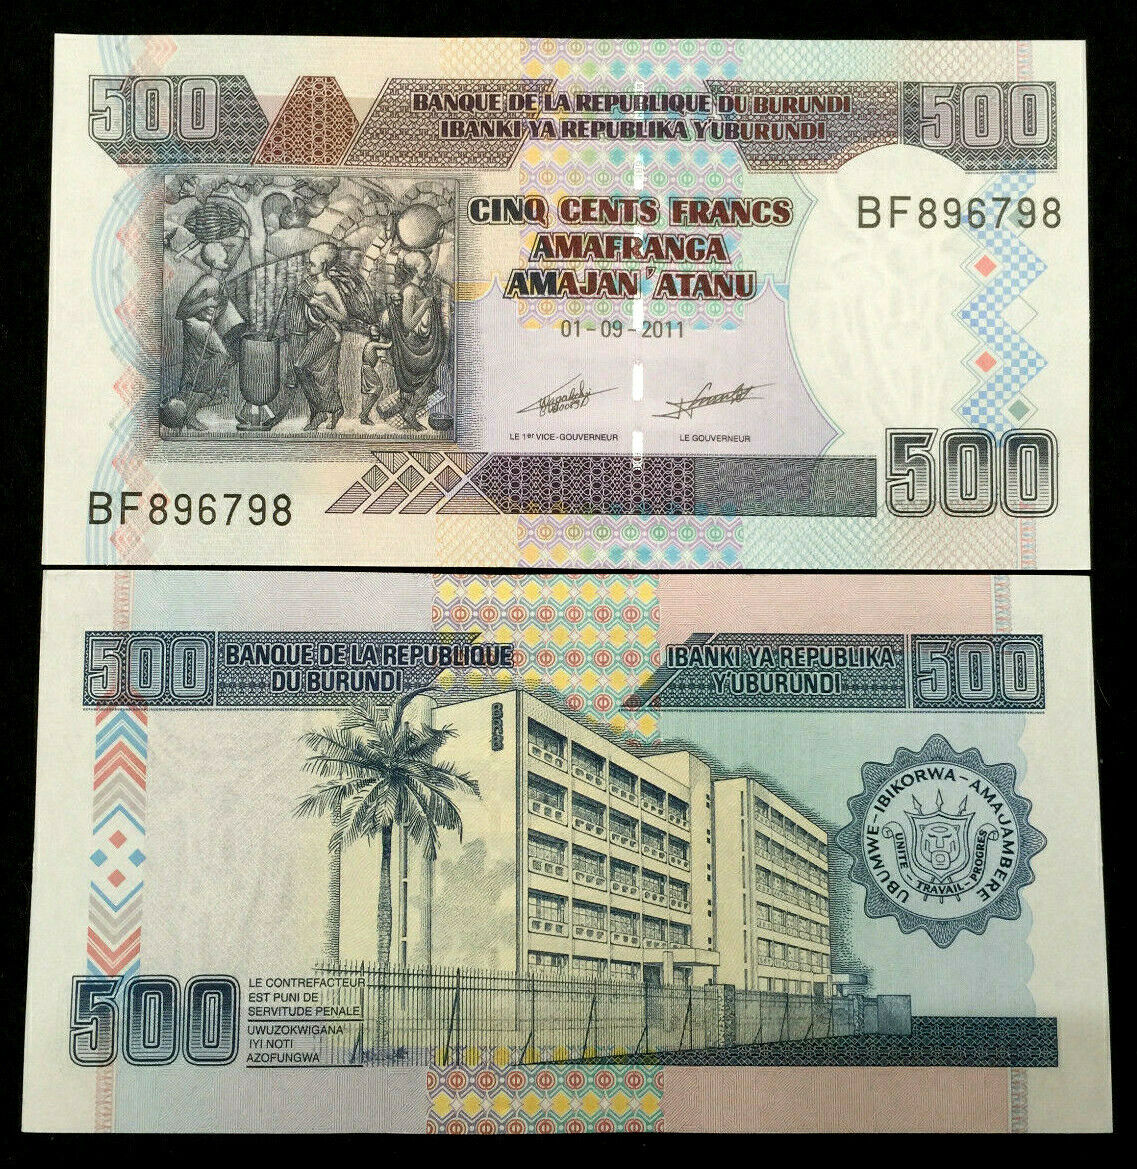 500
BANQUE DE LA REPUBLIQUE DU BURUNDI
IBANKI YA REPUBLIKA Y'UBURUNDI
500
CINQ CENTS FRANCS
AMAFRANGA
AMAJAN'ATANU
BF896798
01-09-2011
LE 1er VICE-GOUVERNEUR
LE GOUVERNEUR
BF896798
500
500
BANQUE DE LA REPUBLIQUE
DU BURUNDI
IBANKI YA REPUBLIKA
Y'UBURUNDI
500
UBUMWE-IBIKORWA-AMAJAMBERE
UNITE - TRAVAIL - PROGRES
500
LE CONTREFACTEUR
EST PUNI DE
SERVITUDE PENALE
UWUZOKWIGANA
IYI NOTI
AZOFUNGWA